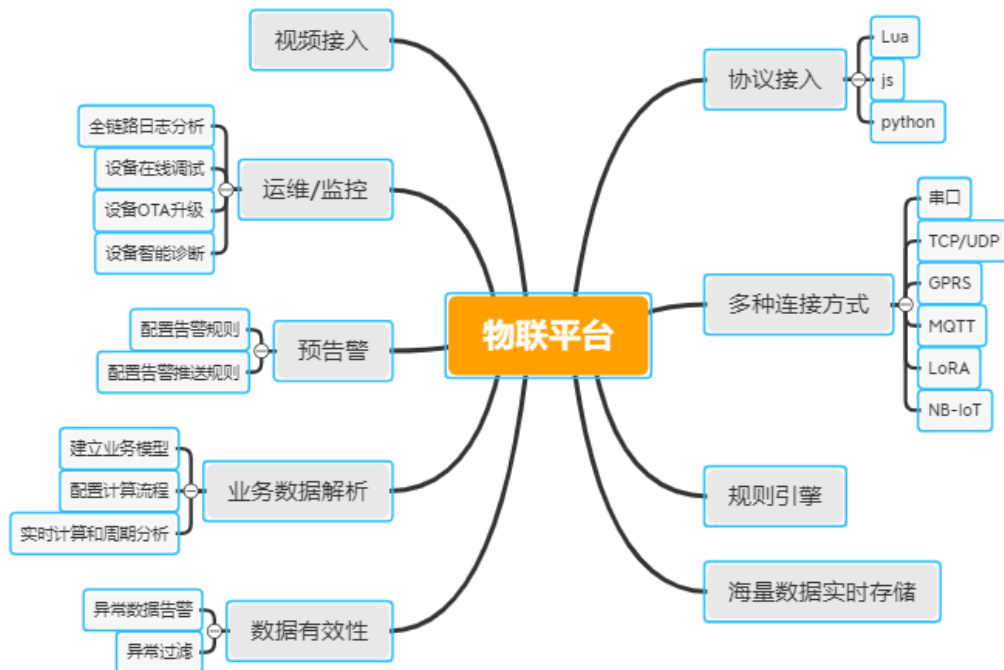 物联平台
视频接入
运维/监控
全链路日志分析
设备在线调试
设备OTA升级
设备智能诊断
预告警
配置告警规则
配置告警推送规则
业务数据解析
建立业务模型
配置计算流程
实时计算和周期分析
数据有效性
异常数据告警
异常过滤
协议接入
Lua
js
python
多种连接方式
串口
TCP/UDP
GPRS
MQTT
LoRA
NB-IoT
规则引擎
海量数据实时存储